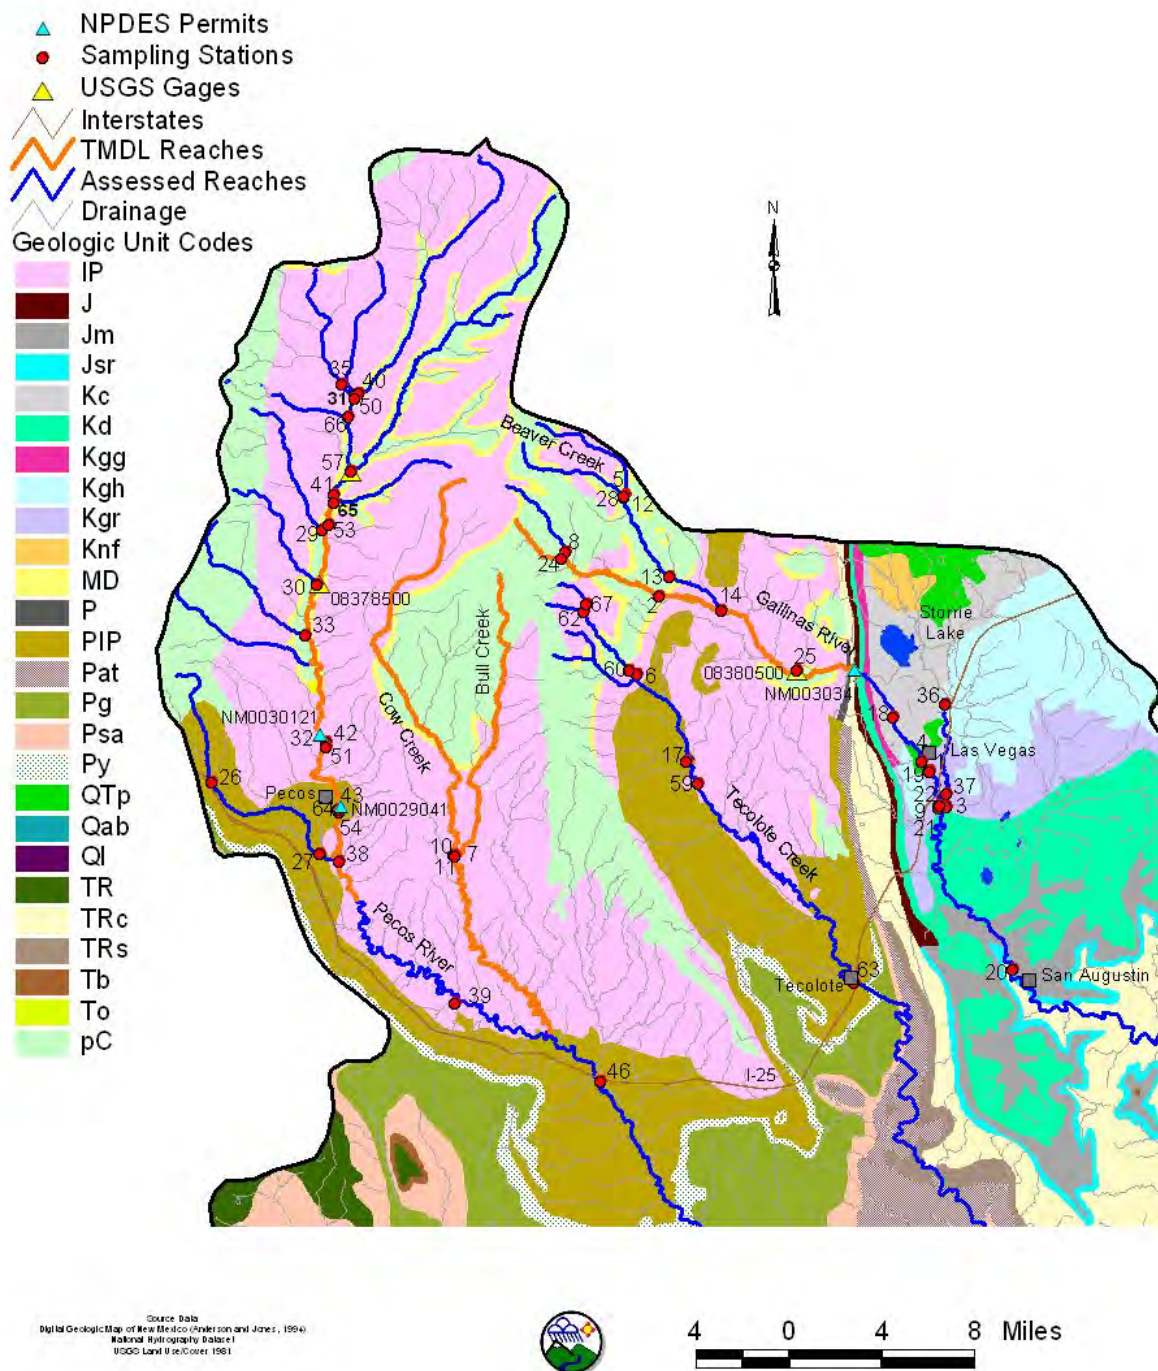 NPDES Permits
Sampling Stations
USGS Gages
Interstates
TMDL Reaches
Assessed Reaches
Drainage
Geologic Unit Codes
IP
J
Jm
Jsr
Kc
Kd
Kgg
Kgh
Kgr
Knf
MD
P
PIP
Pat
Pg
Psa
Py
QTp
Qab
Ql
TR
TRc
TRs
Tb
To
pC
N
35
40
31
50
66
57
41
65
29
53
30
08378500
33
NM0030121
42
32
51
Pecos
43
64
NM0029041
54
26
27
38
Pecos River
39
46
Cow Creek
Bull Creek
10
7
11
Beaver Creek
5
28
12
8
24
13
2
14
Gallinas River
67
62
60
6
25
08380500
NM003034
17
59
Tecolote Creek
63
Tecolote
I-25
Storrie
Lake
36
8
4
Las Vegas
1
19
37
22
9
3
21
20
San Augustin
Source Data
Digital Geologic Map of New Mexico (Anderson and Jones, 1994)
National Hydrography Dataset
USGS Land Use/Cover 1981
4 0 4 8 Miles